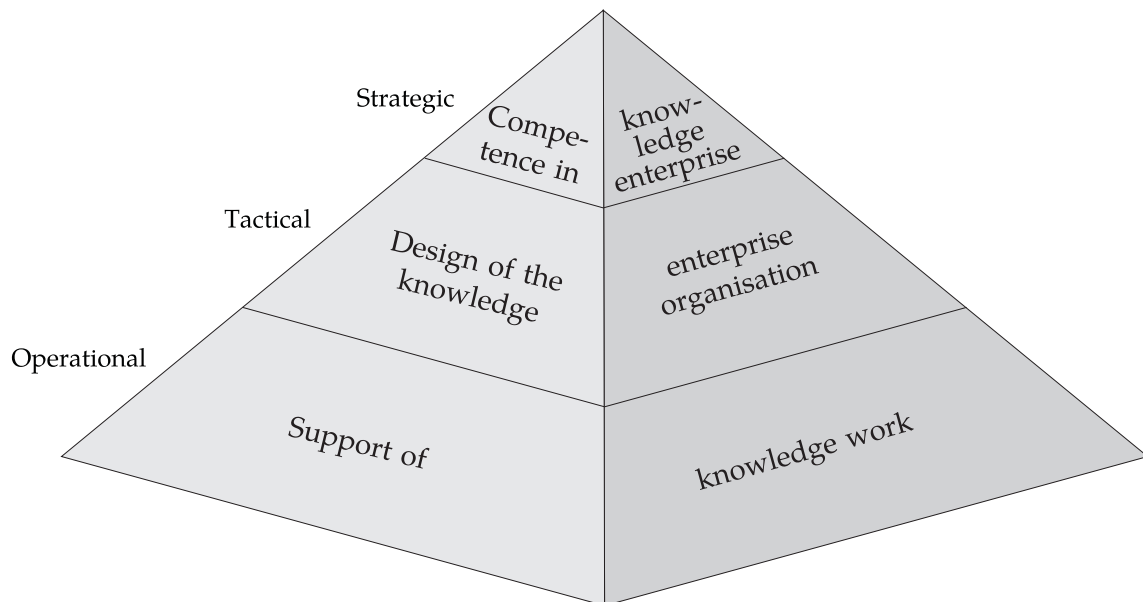 Strategic
Compe-
tence in
know-
ledge
enterprise
Tactical
Design of the
knowledge
enterprise
organisation
Operational
Support of
knowledge work